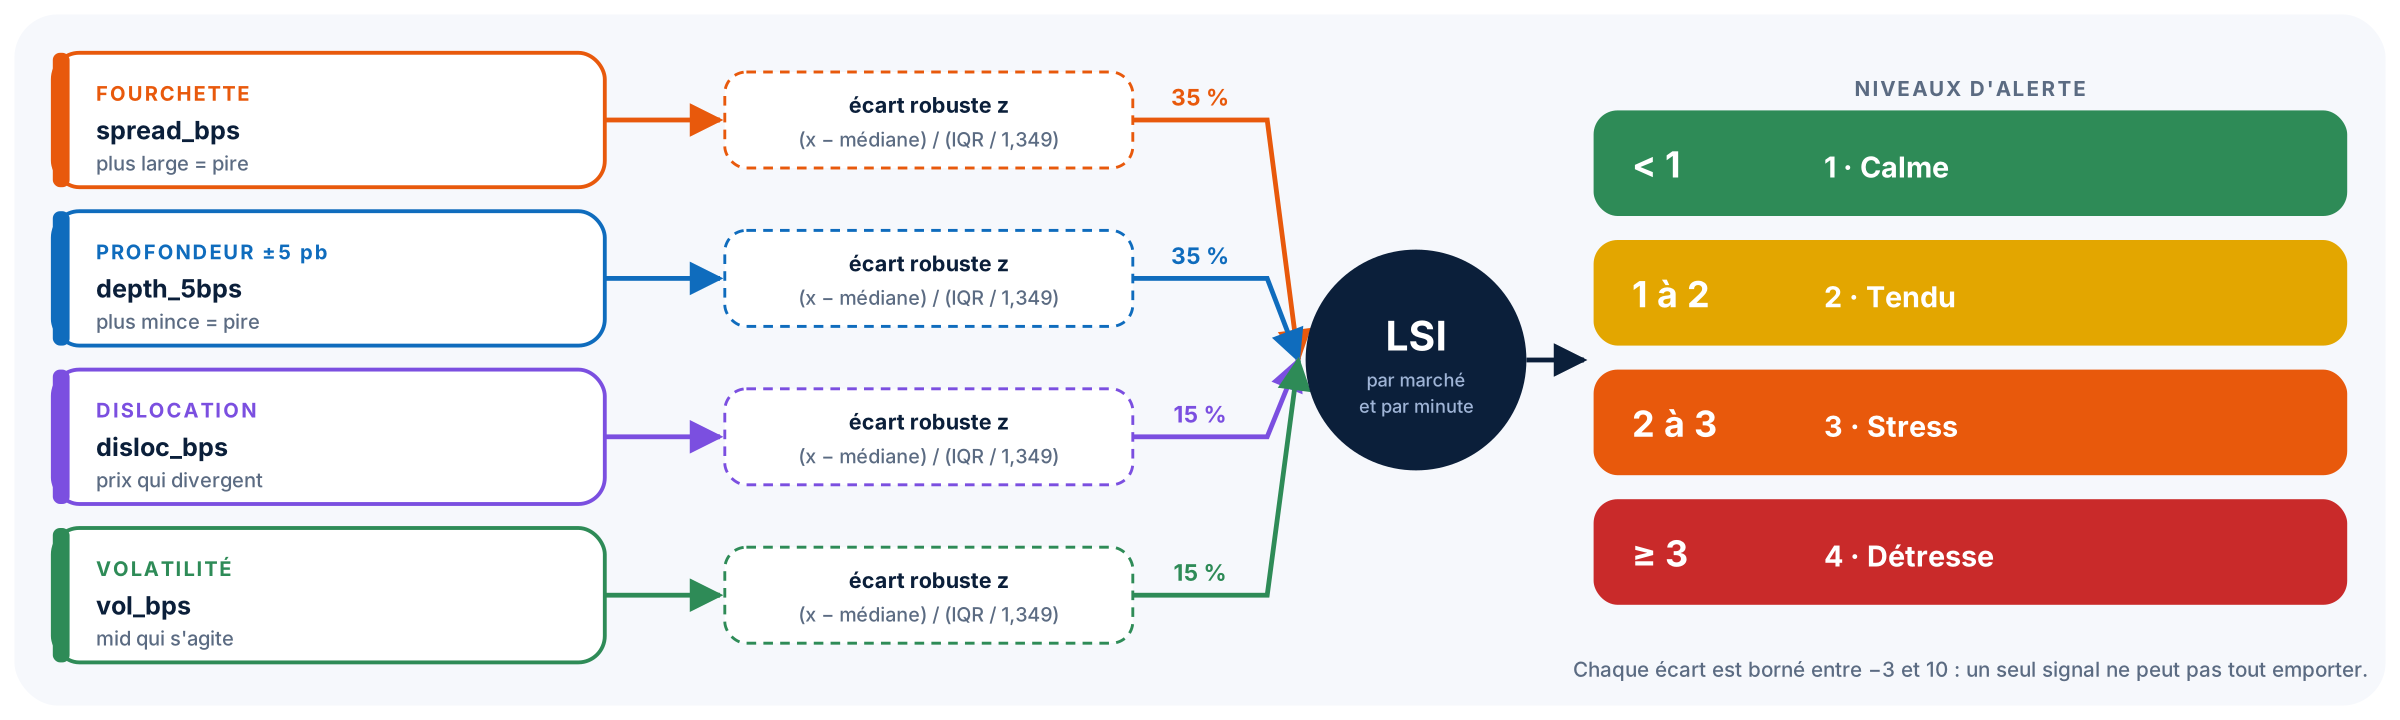 FOURCHETTE
spread_bps
plus large = pire
écart robuste z
(x − médiane) / (IQR / 1,349)
35 %
PROFONDEUR ±5 pb
depth_5bps
plus mince = pire
écart robuste z
(x − médiane) / (IQR / 1,349)
35 %
DISLOCATION
disloc_bps
prix qui divergent
écart robuste z
(x − médiane) / (IQR / 1,349)
15 %
VOLATILITÉ
vol_bps
mid qui s'agite
écart robuste z
(x − médiane) / (IQR / 1,349)
15 %
LSI
par marché
et par minute
NIVEAUX D'ALERTE
< 1 1 · Calme
1 à 2 2 · Tendu
2 à 3 3 · Stress
≥ 3 4 · Détresse
Chaque écart est borné entre −3 et 10 : un seul signal ne peut pas tout emporter.